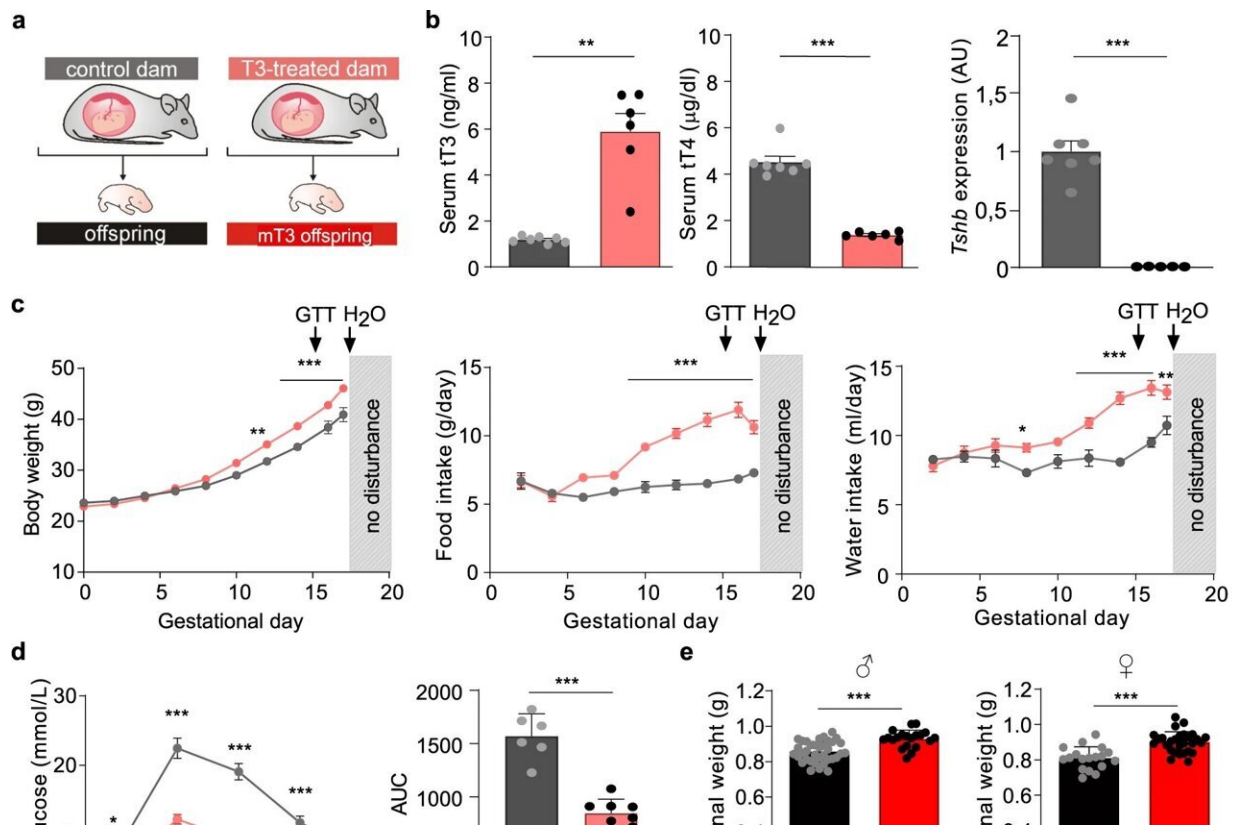 a
control dam
T3-treated dam
offspring
mT3 offspring
b
Serum tT3 (ng/ml)
10
8
6
4
2
0
**
Serum tT4 (µg/dl)
10
8
6
4
2
0
***
Tshb expression (AU)
2
1,5
1
0,5
0
***
c
GTT H2O
***
**
Body weight (g)
50
40
30
20
10
0 5 10 15 20
Gestational day
no disturbance
GTT H2O
***
Food intake (g/day)
15
10
5
0
0 5 10 15 20
Gestational day
no disturbance
GTT H2O
***
**
*
Water intake (ml/day)
15
10
5
0
0 5 10 15 20
Gestational day
no disturbance
d
ucose (mmol/L)
30
20
*
***
***
***
AUC
2000
1500
1000
***
e
♂
***
nal weight (g)
1.2
1.0
0.8
0.6
♀
***
nal weight (g)
1.2
1.0
0.8
0.6